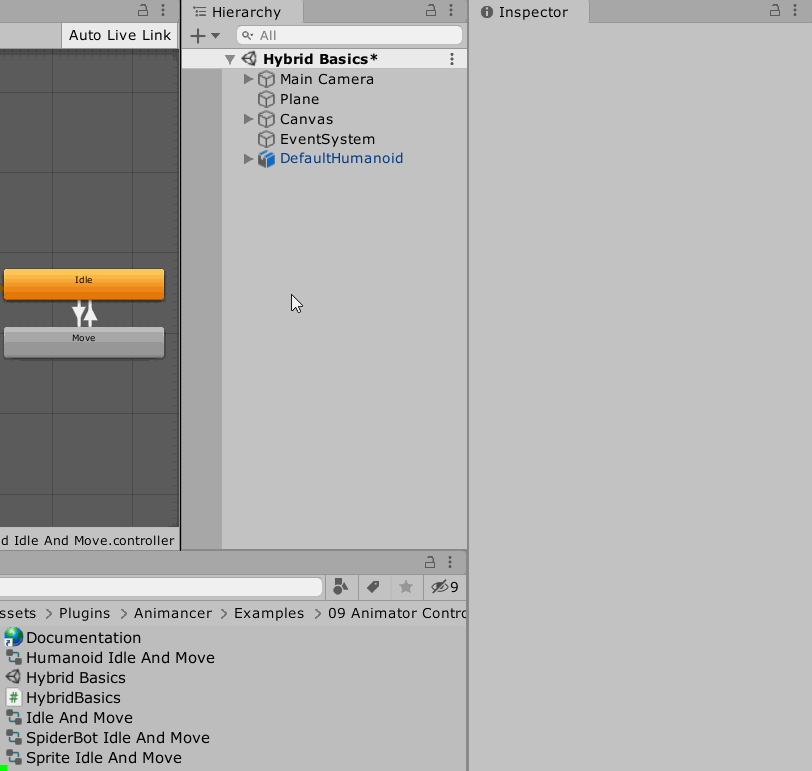 Auto Live Link
Idle
Move
d Idle And Move.controller
Hierarchy
All
Hybrid Basics*
Main Camera
Plane
Canvas
EventSystem
DefaultHumanoid
Inspector
9
ssets > Plugins > Animancer > Examples > 09 Animator Contro
Documentation
Humanoid Idle And Move
Hybrid Basics
# HybridBasics
Idle And Move
SpiderBot Idle And Move
Sprite Idle And Move